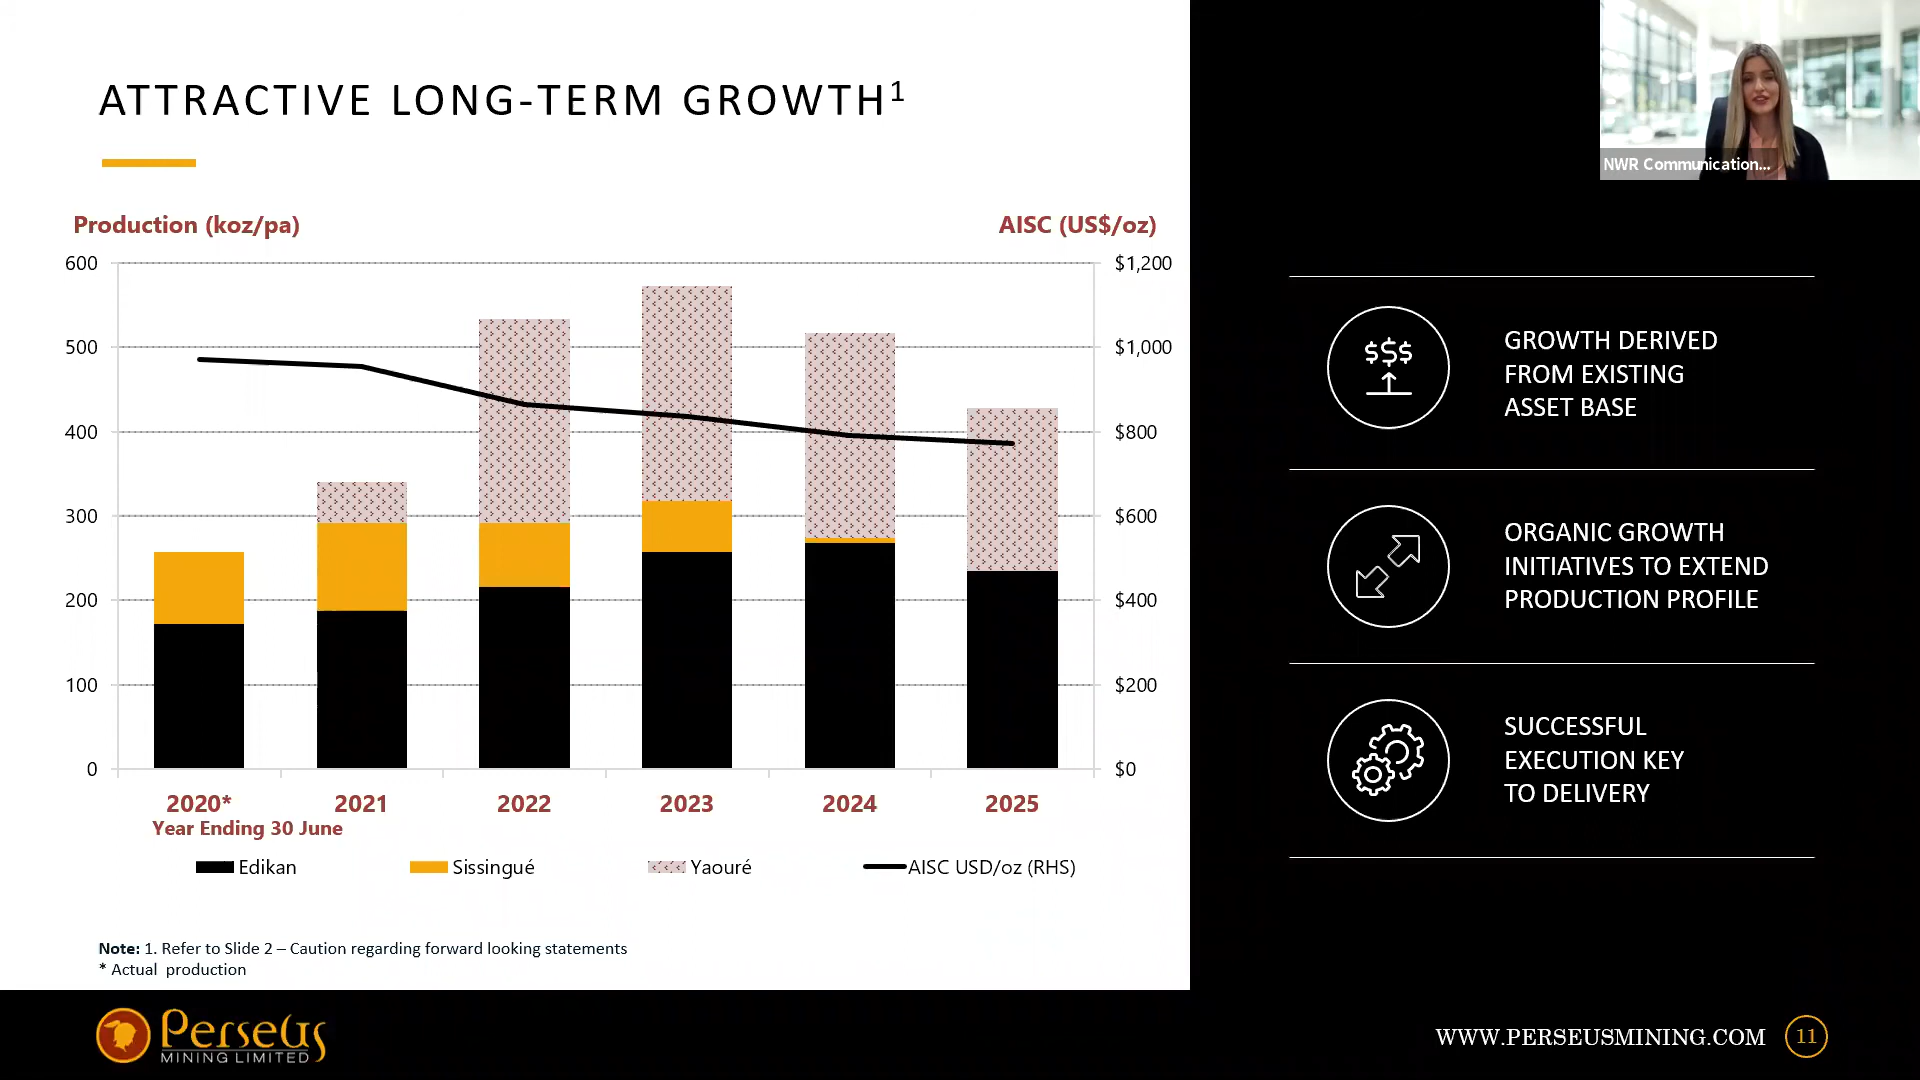 ATTRACTIVE LONG-TERM GROWTH¹
NWR Communication...
Production (koz/pa)
AISC (US$/oz)
600
500
400
300
200
100
0
$1,200
$1,000
$800
$600
$400
$200
$0
2020* 2021 2022 2023 2024 2025
Year Ending 30 June
Edikan Sissingué Yaouré AISC USD/oz (RHS)
$$$
GROWTH DERIVED
FROM EXISTING
ASSET BASE
ORGANIC GROWTH
INITIATIVES TO EXTEND
PRODUCTION PROFILE
SUCCESSFUL
EXECUTION KEY
TO DELIVERY
Note: 1. Refer to Slide 2 – Caution regarding forward looking statements
* Actual production
Perseus
MINING LIMITED
WWW.PERSEUSMINING.COM 11